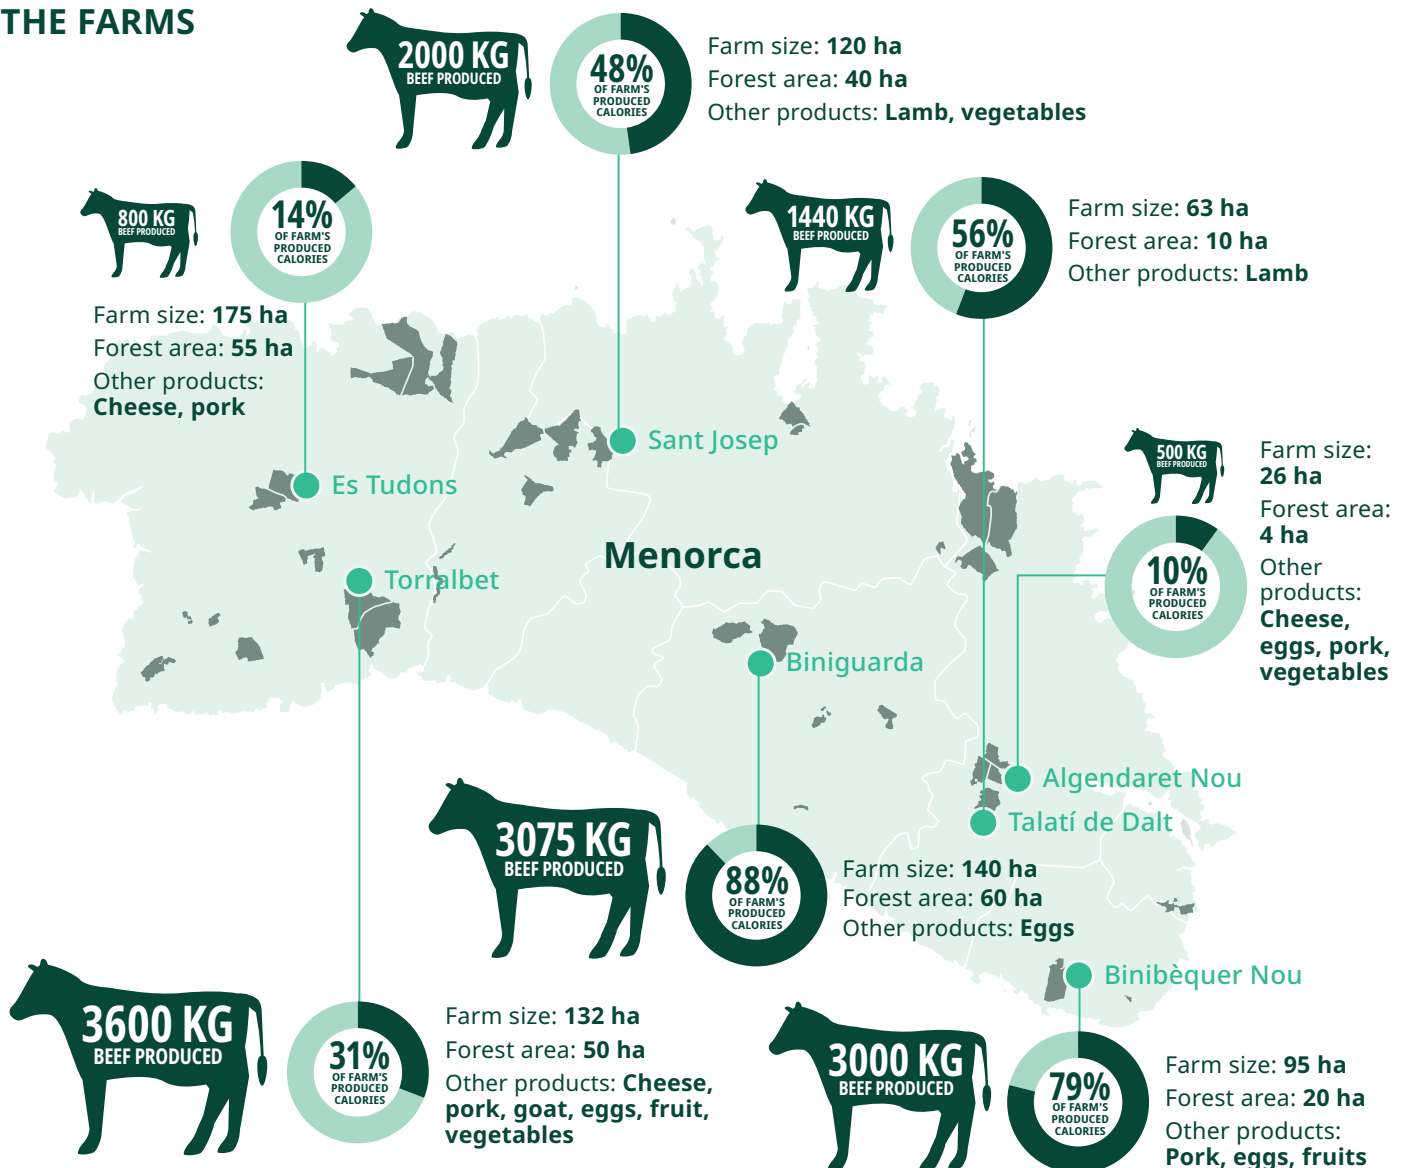 THE FARMS
2000 KG
BEEF PRODUCED
48%
OF FARM'S
PRODUCED
CALORIES
Farm size: 120 ha
Forest area: 40 ha
Other products: Lamb, vegetables
800 KG
BEEF PRODUCED
14%
OF FARM'S
PRODUCED
CALORIES
Farm size: 175 ha
Forest area: 55 ha
Other products:
Cheese, pork
1440 KG
BEEF PRODUCED
56%
OF FARM'S
PRODUCED
CALORIES
Farm size: 63 ha
Forest area: 10 ha
Other products: Lamb
500 KG
BEEF PRODUCED
10%
OF FARM'S
PRODUCED
CALORIES
Farm size:
26 ha
Forest area:
4 ha
Other
products:
Cheese,
eggs, pork,
vegetables
Sant Josep
Es Tudons
Menorca
Torralbet
Biniguarda
Algendaret Nou
Talatí de Dalt
3075 KG
BEEF PRODUCED
88%
OF FARM'S
PRODUCED
CALORIES
Farm size: 140 ha
Forest area: 60 ha
Other products: Eggs
Binibèquer Nou
3600 KG
BEEF PRODUCED
31%
OF FARM'S
PRODUCED
CALORIES
Farm size: 132 ha
Forest area: 50 ha
Other products: Cheese,
pork, goat, eggs, fruit,
vegetables
3000 KG
BEEF PRODUCED
79%
OF FARM'S
PRODUCED
CALORIES
Farm size: 95 ha
Forest area: 20 ha
Other products:
Pork, eggs, fruits